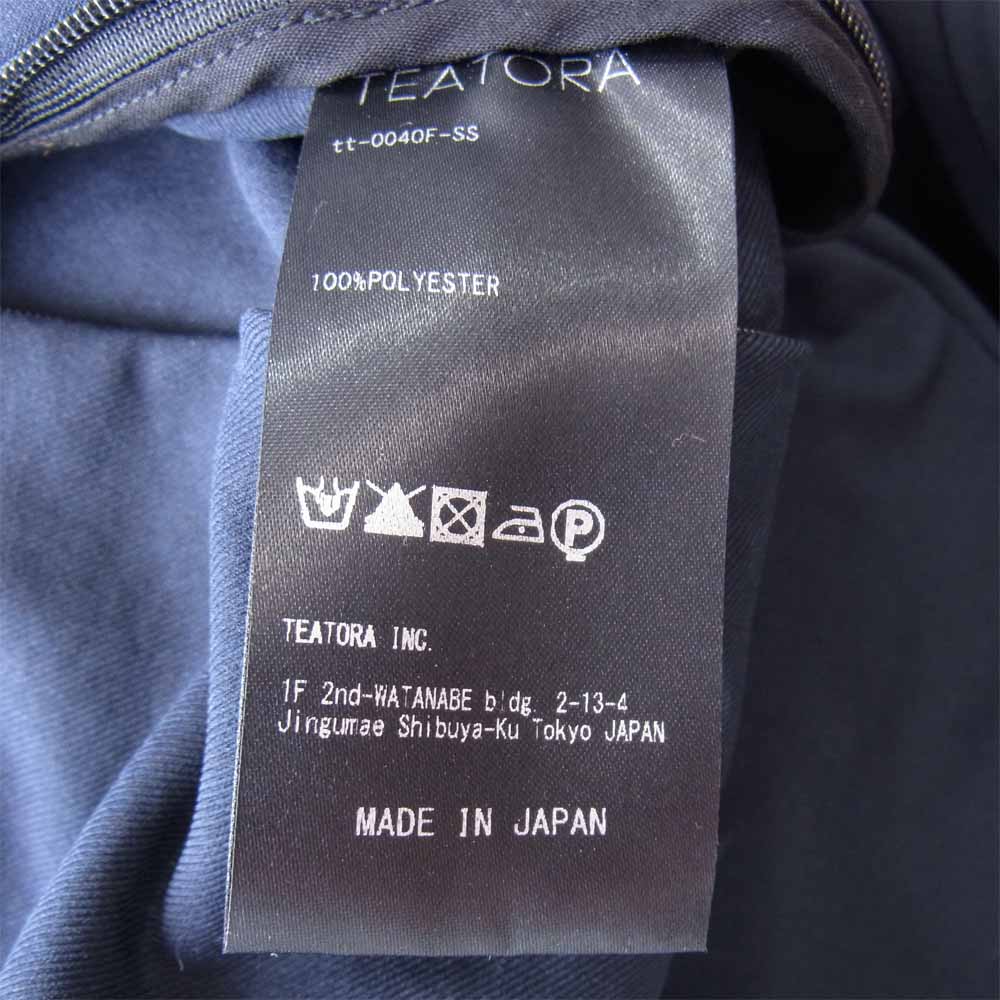 TEATORA
tt-0040F-SS
100%POLYESTER
P
TEATORA INC.
1F 2nd-WATANABE bldg. 2-13-4
Jingumae Shibuya-Ku Tokyo JAPAN
MADE IN JAPAN